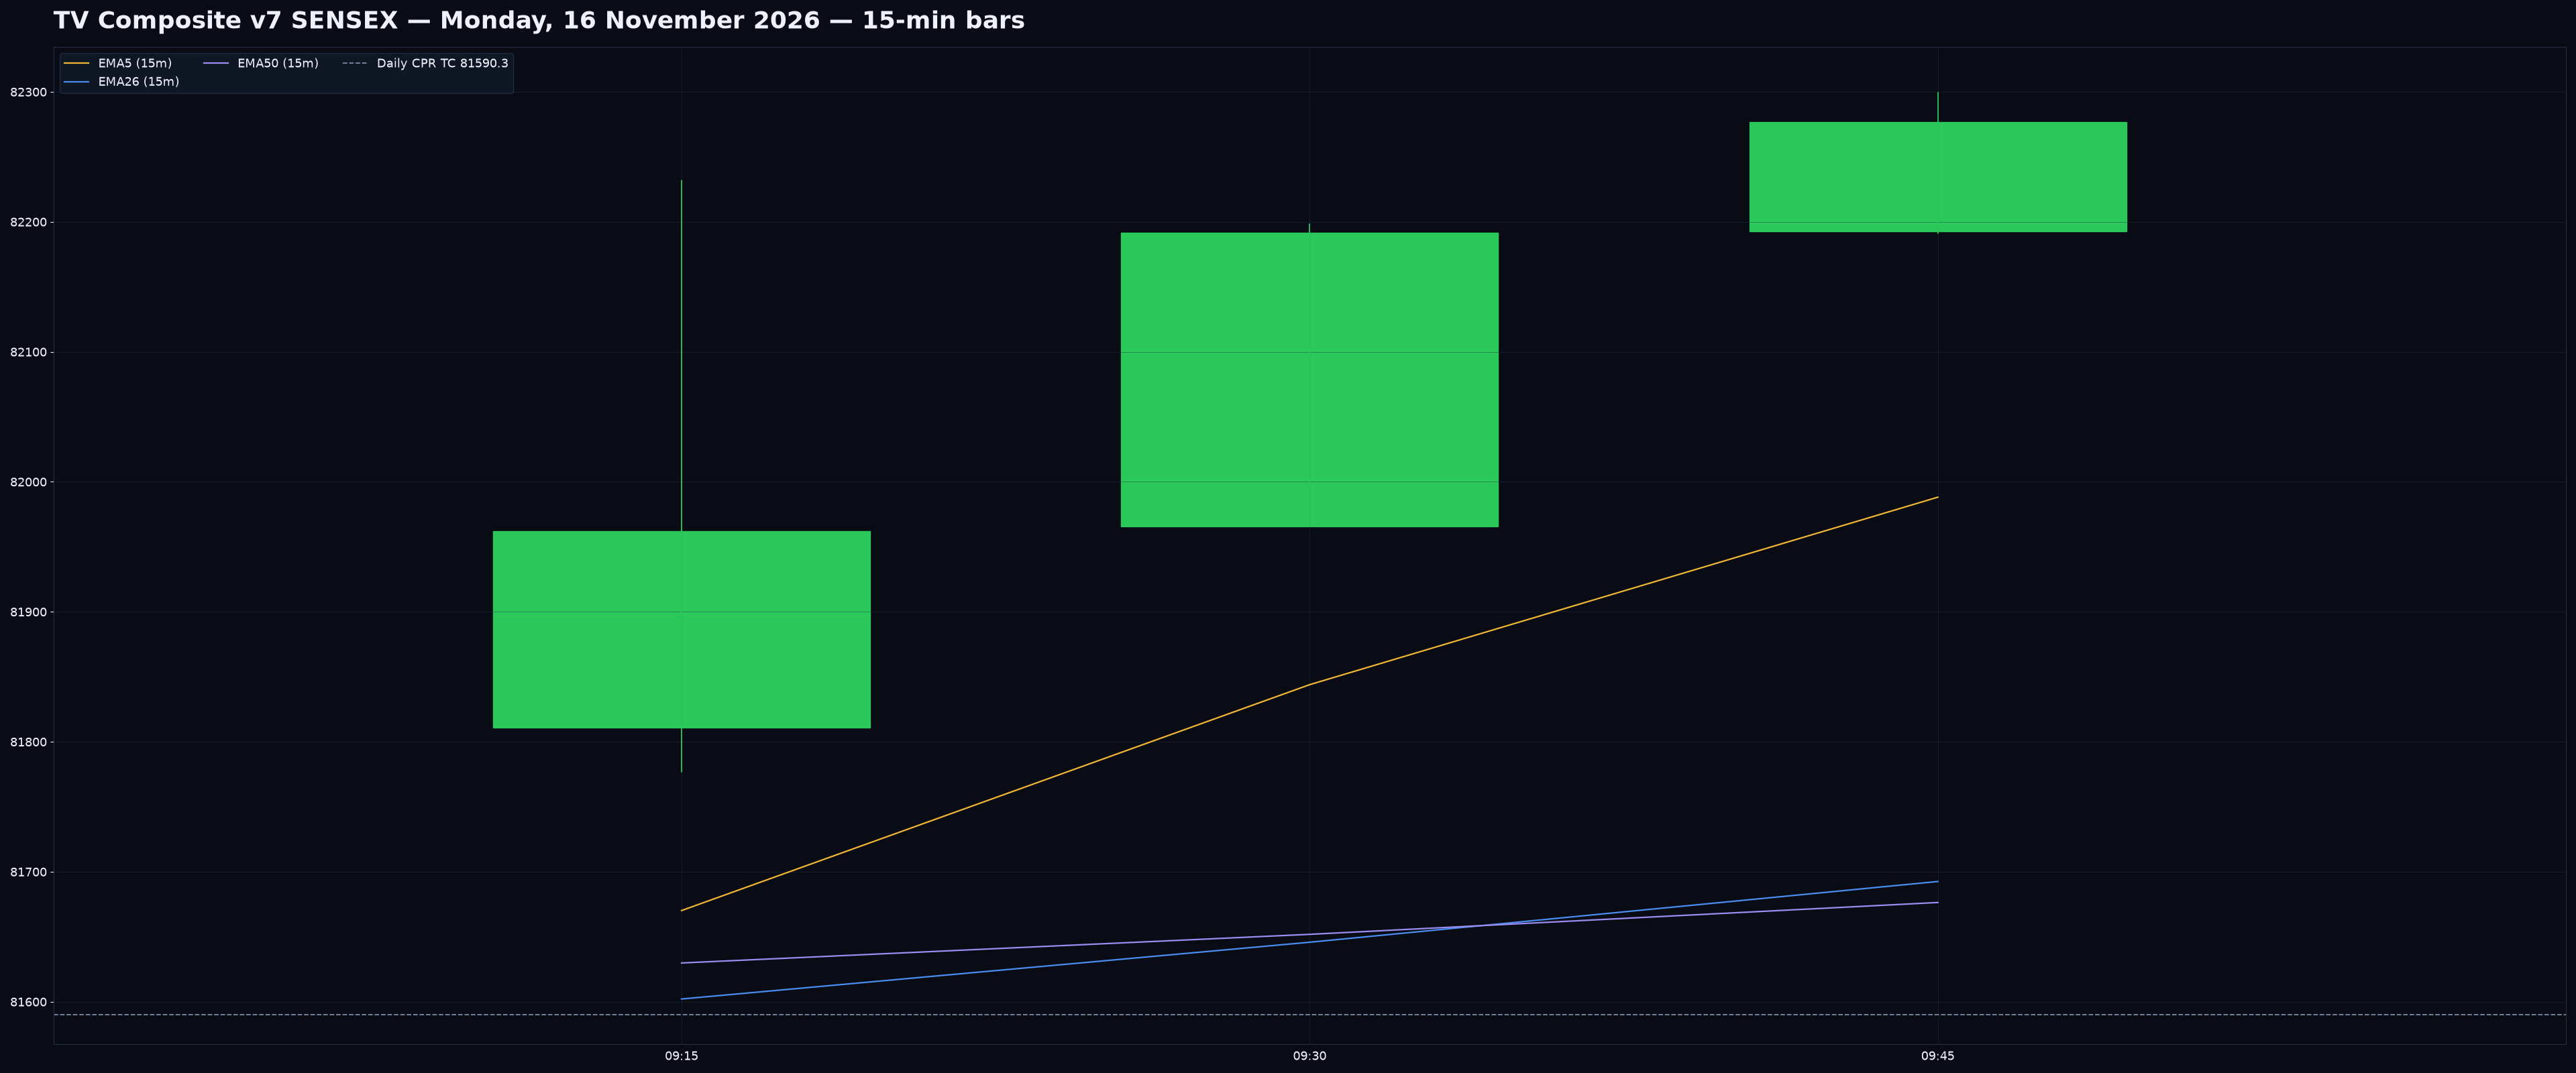 TV Composite v7 SENSEX — Monday, 16 November 2026 — 15-min bars
EMA5 (15m) EMA50 (15m) Daily CPR TC 81590.3
EMA26 (15m)
82300
82200
82100
82000
81900
81800
81700
81600
09:15 09:30 09:45